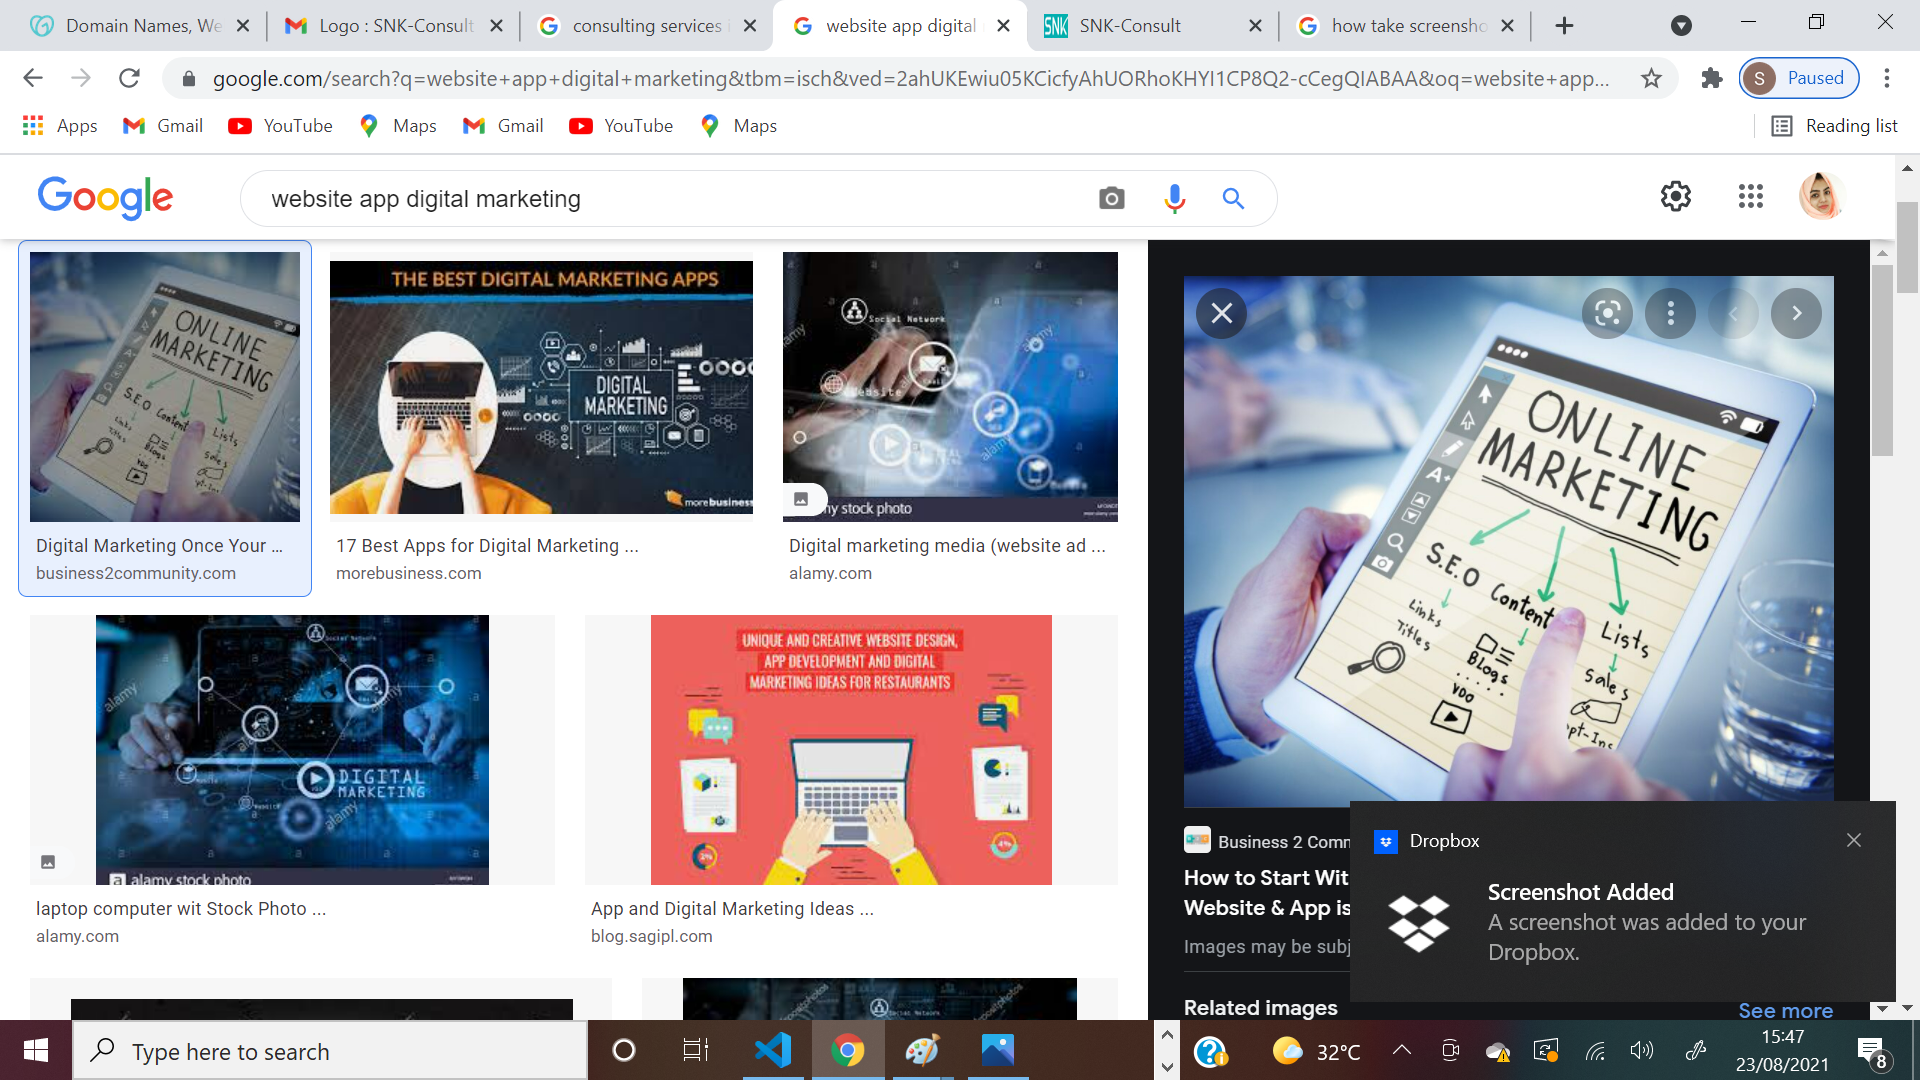 Domain Names, We
Logo : SNK-Consult
consulting services i
website app digital
SNK-Consult
how take screensho
google.com/search?q=website+app+digital+marketing&tbm=isch&ved=2ahUKEwiu05KCicfyAhUORhoKHYI1CP8Q2-cCegQIABAA&oq=website+app...
S
Paused
Apps
Gmail
YouTube
Maps
Gmail
YouTube
Maps
Reading list
Google
website app digital marketing
ONLINE
MARKETING
S.E.O Content Lists
Links
Titles
Blogs
Sales
VDO
Digital Marketing Once Your ...
business2community.com
THE BEST DIGITAL MARKETING APPS
DIGITAL
MARKETING
morebusiness
17 Best Apps for Digital Marketing ...
morebusiness.com
alamy
Social Network
Website
alamy
stock photo
Digital marketing media (website ad ...
alamy.com
Social Network
alamy
DIGITAL
MARKETING
alamy
a alamy stock photo
laptop computer wit Stock Photo ...
alamy.com
UNIQUE AND CREATIVE WEBSITE DESIGN,
APP DEVELOPMENT AND DIGITAL
MARKETING IDEAS FOR RESTAURANTS
App and Digital Marketing Ideas ...
blog.sagipl.com
Social Network
ONLINE
MARKETING
A+
S.E.O Content Lists
Links
Titles
Blogs
VDO
Sales
pt-Ins
Business 2 Comm
How to Start Wit
Website & App is
Images may be subj
Related images
See more
Dropbox
Screenshot Added
A screenshot was added to your
Dropbox.
Type here to search
32°C
15:47
23/08/2021
8